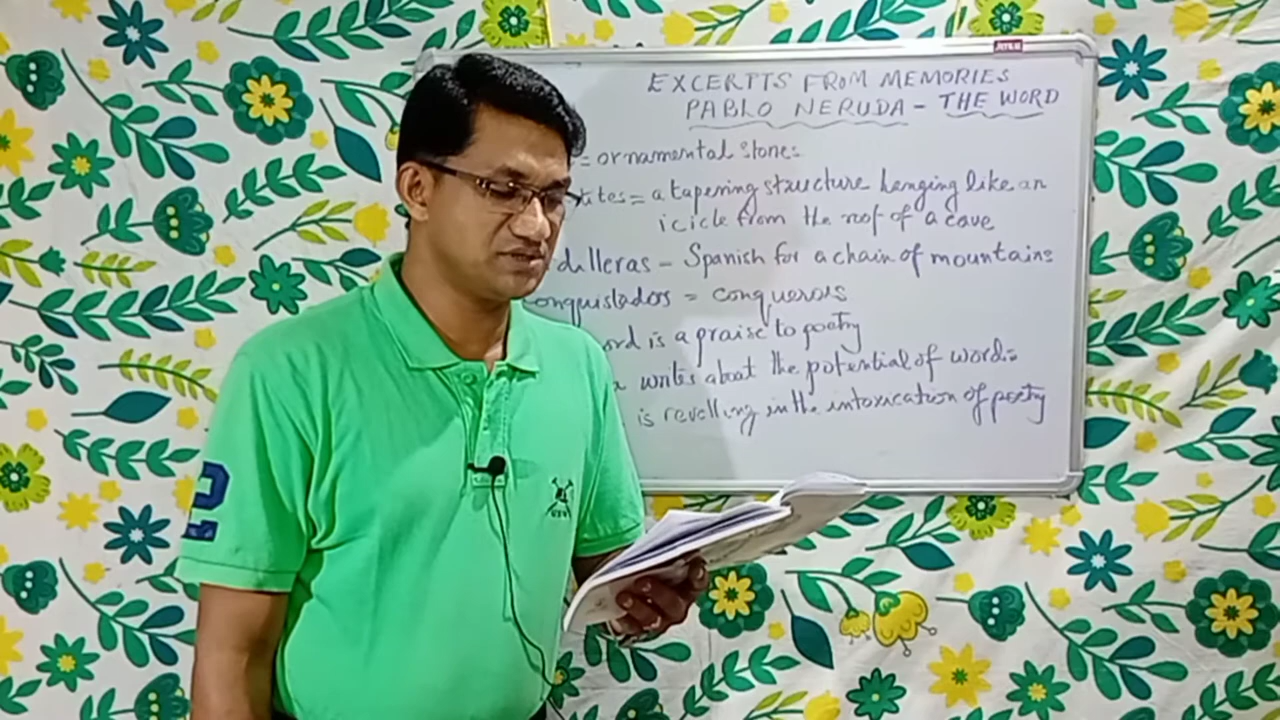 EXCERPTS FROM MEMORIES
PABLO NERUDA - THE WORD
= ornamental stones
tites = a tapering structure hanging like an
icicle from the roof of a cave
dilleras - Spanish for a chain of mountains
onquistados = conquerors
ord is a praise to poetry
a writes about the potential of words
is revelling in the intoxication of poetry
2